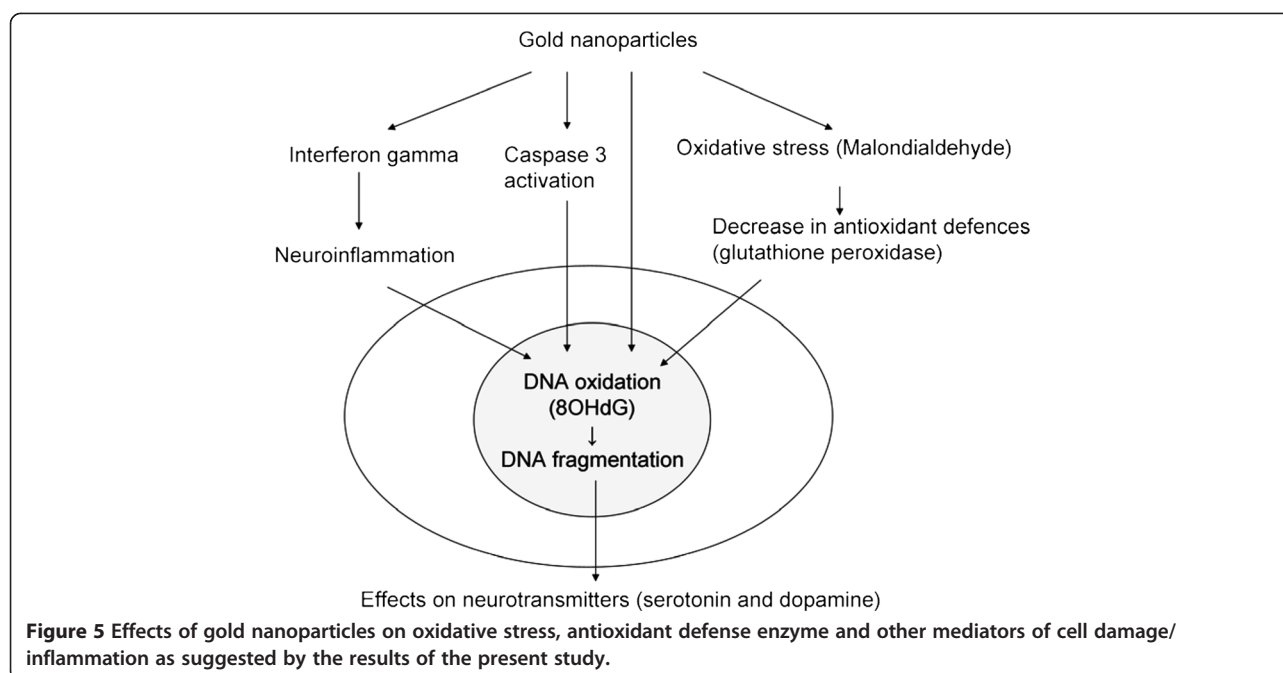 Gold nanoparticles
Interferon gamma
Caspase 3
activation
Oxidative stress (Malondialdehyde)
Neuroinflammation
Decrease in antioxidant defences
(glutathione peroxidase)
DNA oxidation
(8OHdG)
↓
DNA fragmentation
Effects on neurotransmitters (serotonin and dopamine)
Figure 5 Effects of gold nanoparticles on oxidative stress, antioxidant defense enzyme and other mediators of cell damage/
inflammation as suggested by the results of the present study.